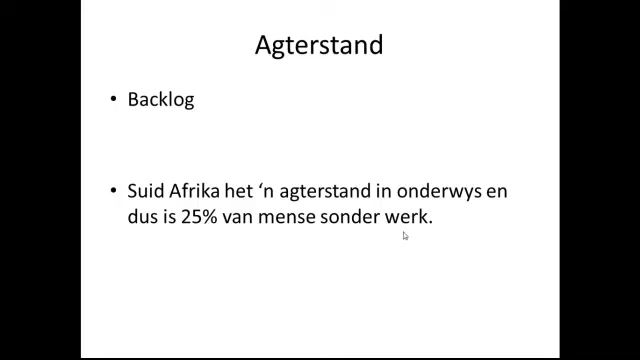 Agterstand
• Backlog
• Suid Afrika het ‘n agterstand in onderwys en
dus is 25% van mense sonder werk.